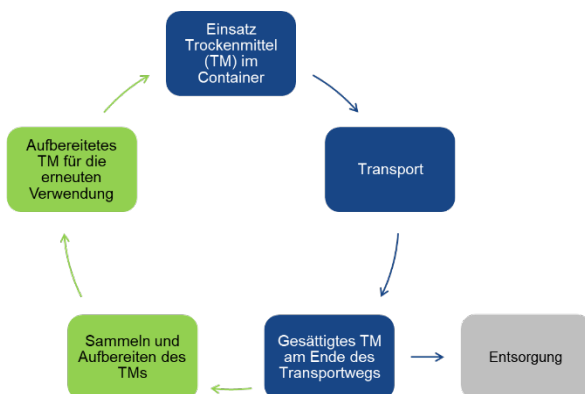 Einsatz
Trockenmittel
(TM) im
Container
Aufbereitetes
TM für die
erneuten
Verwendung
Transport
Sammeln und
Aufbereiten des
TMs
Gesättigtes TM
am Ende des
Transportwegs
Entsorgung